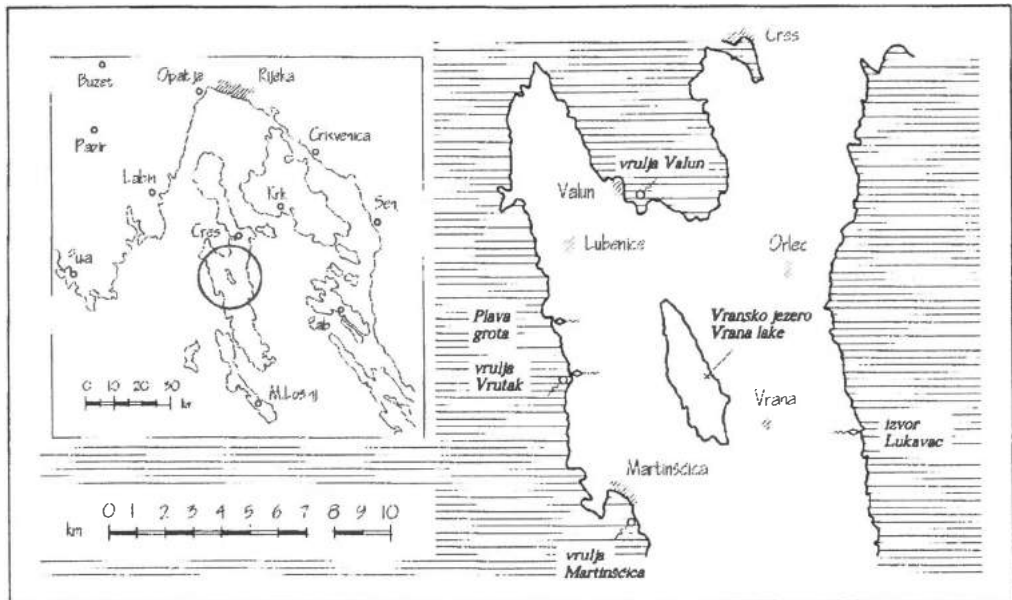 Buzet
Opatija
Rijeka
Pazin
Crikvenica
Labin
Krk
Senj
Cres
Pula
Rab
0 10 20 30
km
M. Lošinj
0 1 2 3 4 5 6 7 8 9 10
km
Cres
vrulja Valun
Valun
Lubenice
Orlec
Plava
grota
Vransko jezero
Vrana lake
vrulja
Vrutak
Vrana
izvor
Lukavac
Martinšćica
vrulja
Martinšćica